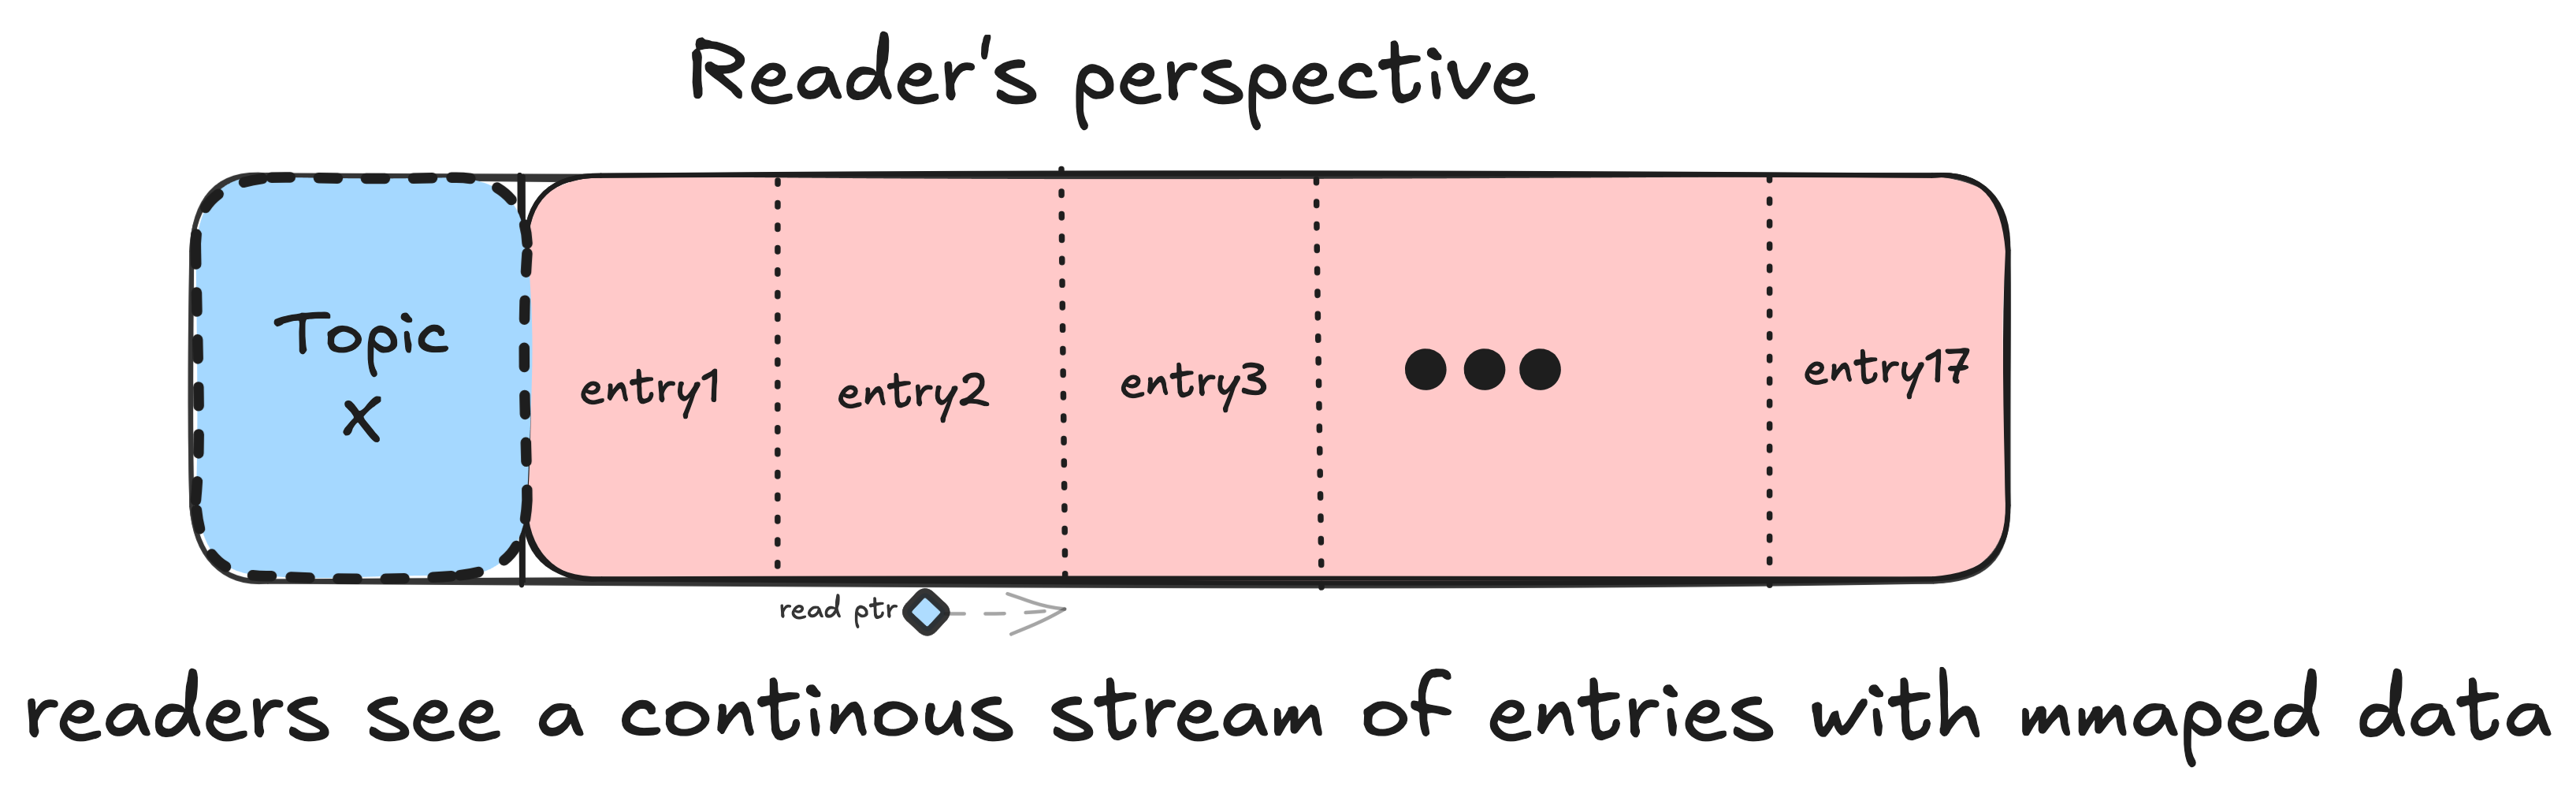 Reader's perspective
Topic
x
entry1
entry2
entry3
entry17
read ptr
readers see a continous stream of entries with mmaped data